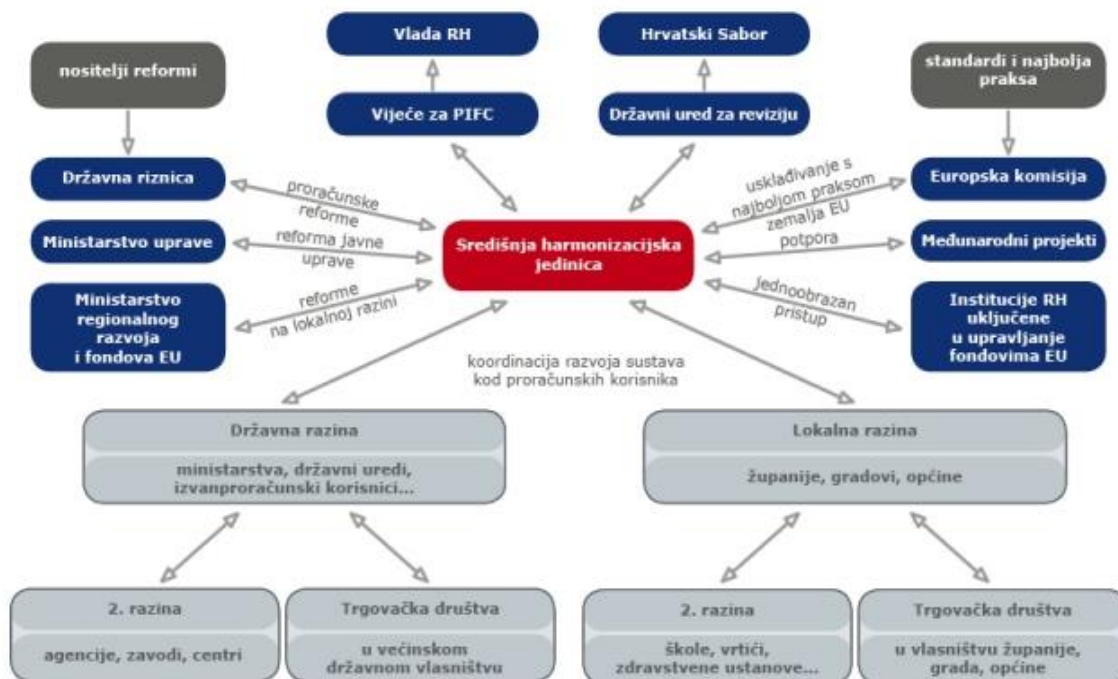 Vlada RH
Hrvatski Sabor
nositelji reformi
standardi i najbolja
praksa
Vijeće za PIFC
Državni ured za reviziju
Državna riznica
proračunske
reforme
usklađivanje s
najboljom praksom
zemalja EU
Europska komisija
Ministarstvo uprave
reforma javne
uprave
Središnja harmonizacijska
jedinica
potpora
Međunarodni projekti
Ministarstvo
regionalnog
razvoja
i fondova EU
reforme
na lokalnoj razini
jednoobrazan
pristup
Institucije RH
uključene
u upravljanje
fondovima EU
koordinacija razvoja sustava
kod proračunskih korisnika
Državna razina
ministarstva, državni uredi,
izvanproračunski korisnici...
Lokalna razina
županije, gradovi, općine
2. razina
agencije, zavodi, centri
Trgovačka društva
u većinskom
državnom vlasništvu
2. razina
škole, vrtići,
zdravstvene ustanove...
Trgovačka društva
u vlasništvu županije,
grada, općine